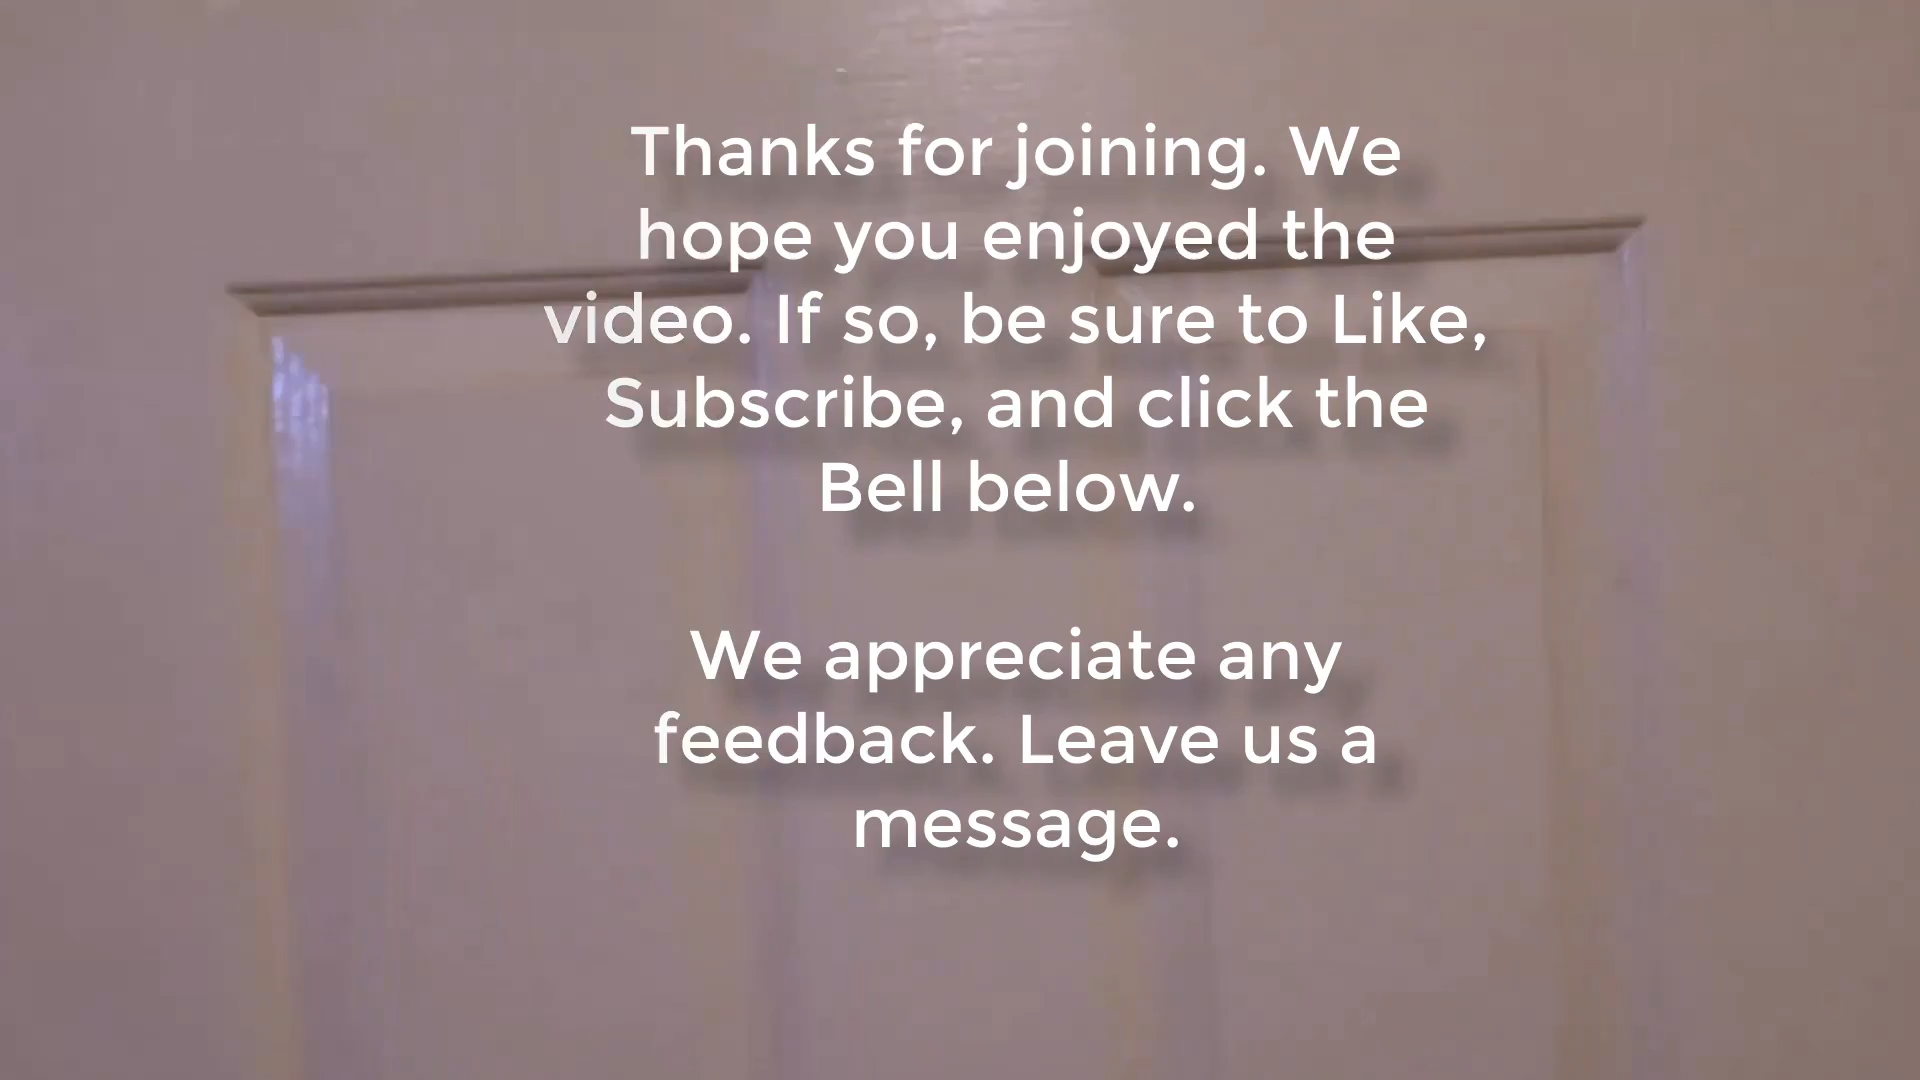 Thanks for joining. We
hope you enjoyed the
video. If so, be sure to Like,
Subscribe, and click the
Bell below.
We appreciate any
feedback. Leave us a
message.